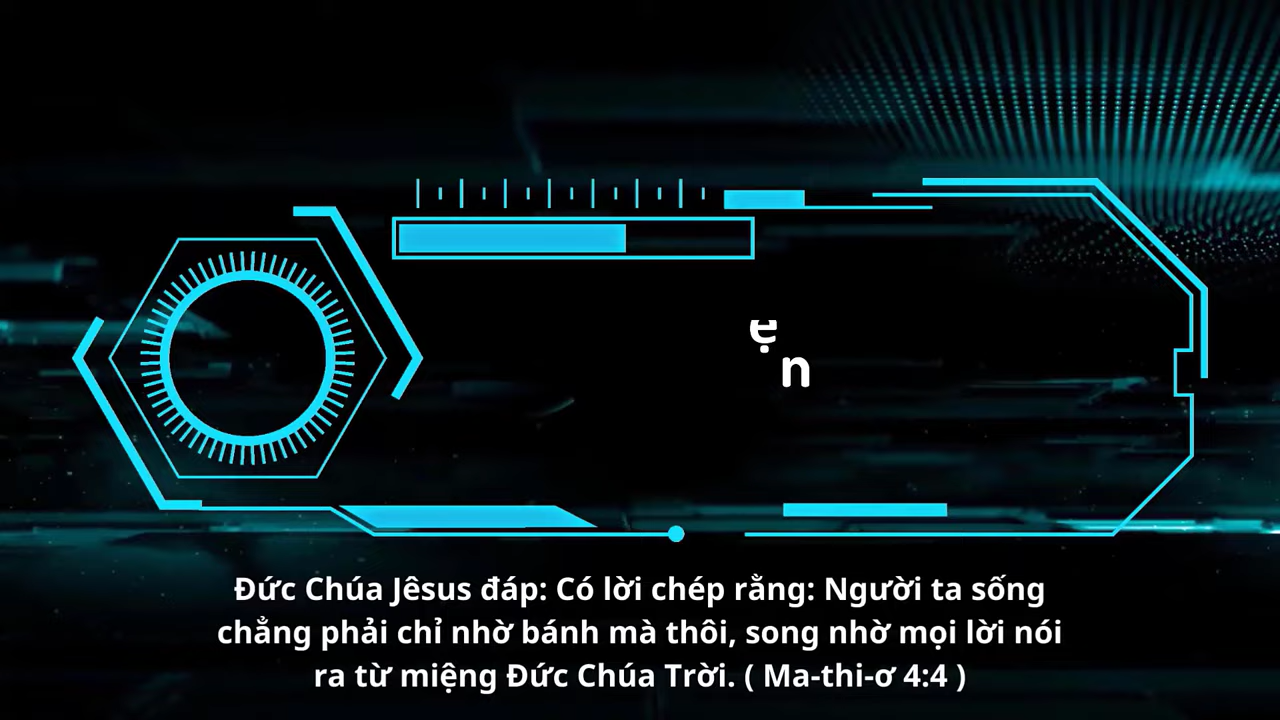 ẹn
Đức Chúa Jêsus đáp: Có lời chép rằng: Người ta sống
chẳng phải chỉ nhờ bánh mà thôi, song nhờ mọi lời nói
ra từ miệng Đức Chúa Trời. ( Ma-thi-ơ 4:4 )